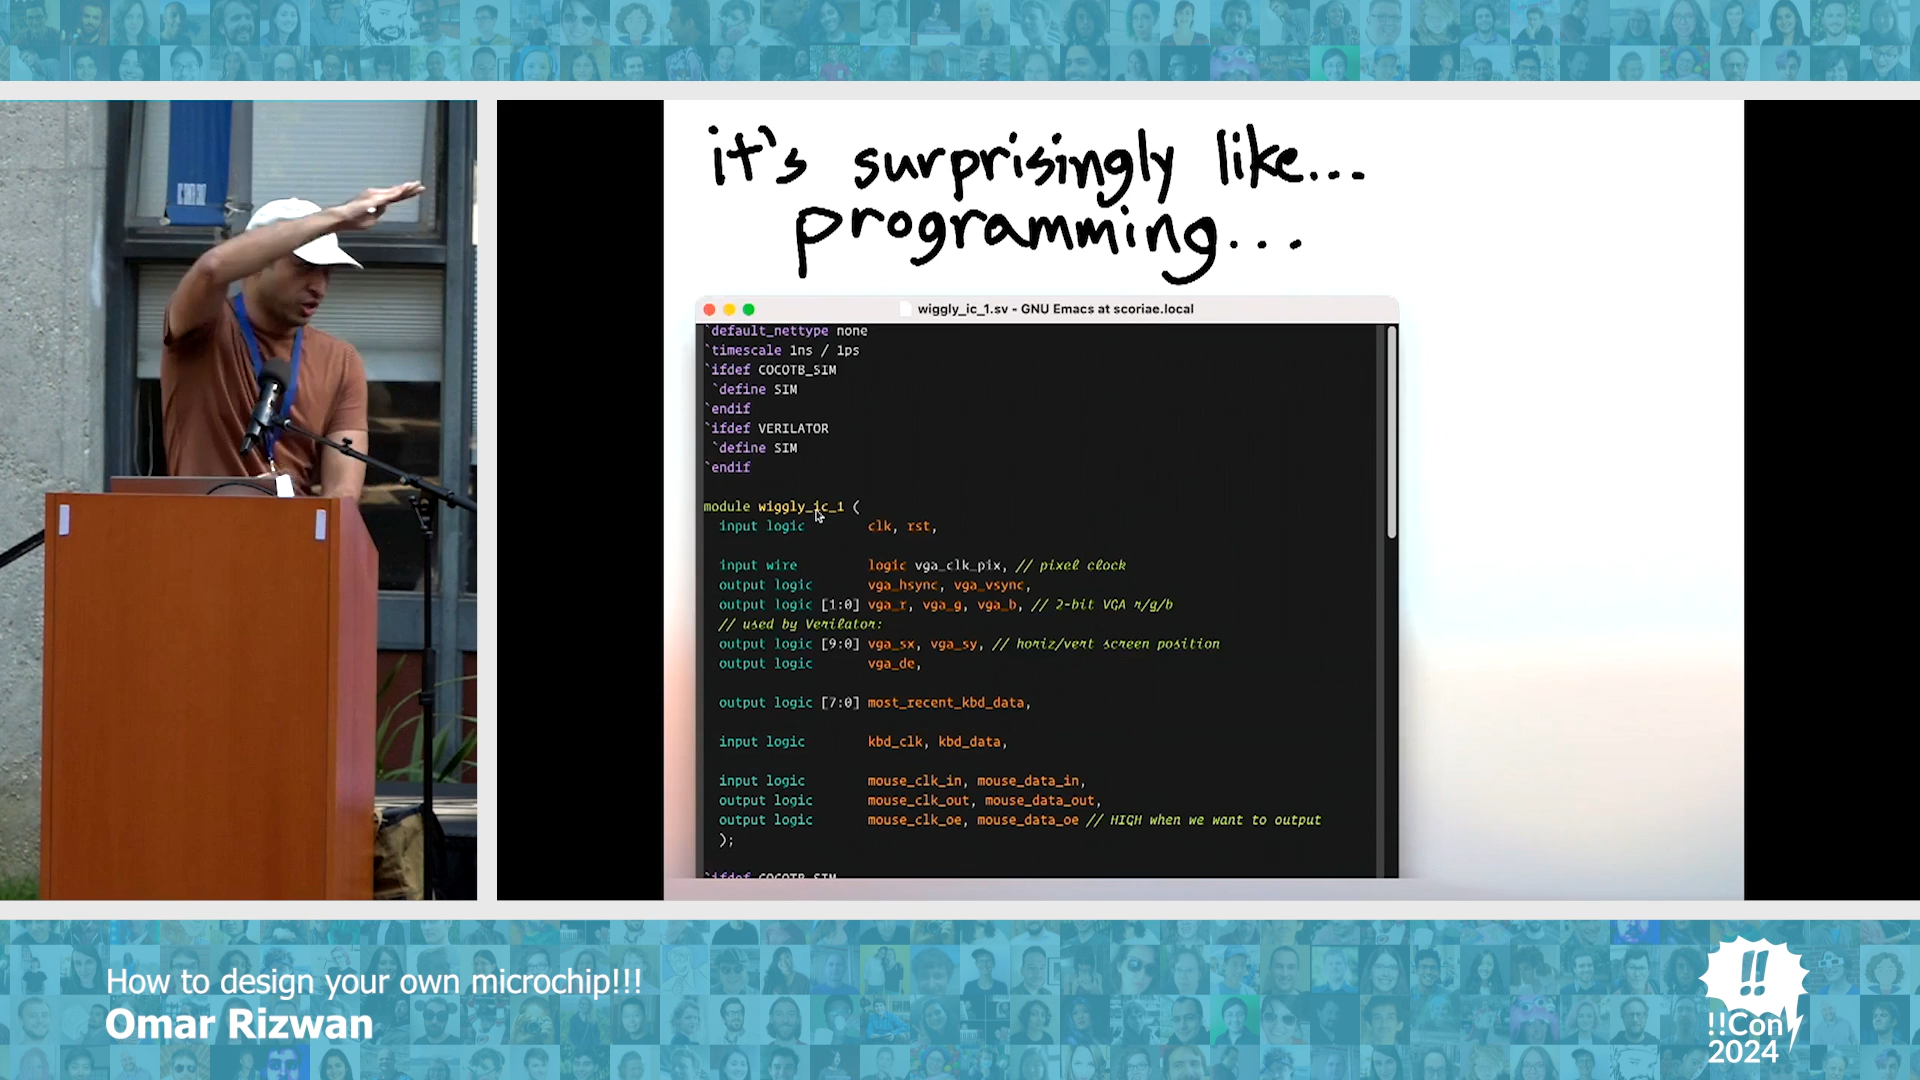 it's surprisingly like...
programming...
wiggly_ic_1.sv - GNU Emacs at scoriae.local
`default_nettype none
`timescale 1ns / 1ps
`ifdef COCOTB_SIM
`define SIM
`endif
`ifdef VERILATOR
`define SIM
`endif
module wiggly_ic_1 (
input logic clk, rst,
input wire logic vga_clk_pix, // pixel clock
output logic vga_hsync, vga_vsync,
output logic [1:0] vga_r, vga_g, vga_b, // 2-bit VGA r/g/b
// used by Verilator:
output logic [9:0] vga_sx, vga_sy, // horiz/vert screen position
output logic vga_de,
output logic [7:0] most_recent_kbd_data,
input logic kbd_clk, kbd_data,
input logic mouse_clk_in, mouse_data_in,
output logic mouse_clk_out, mouse_data_out,
output logic mouse_clk_oe, mouse_data_oe // HIGH when we want to output
);
`ifdef COCOTB_SIM
How to design your own microchip!!!
Omar Rizwan
!!
!!Con
2024